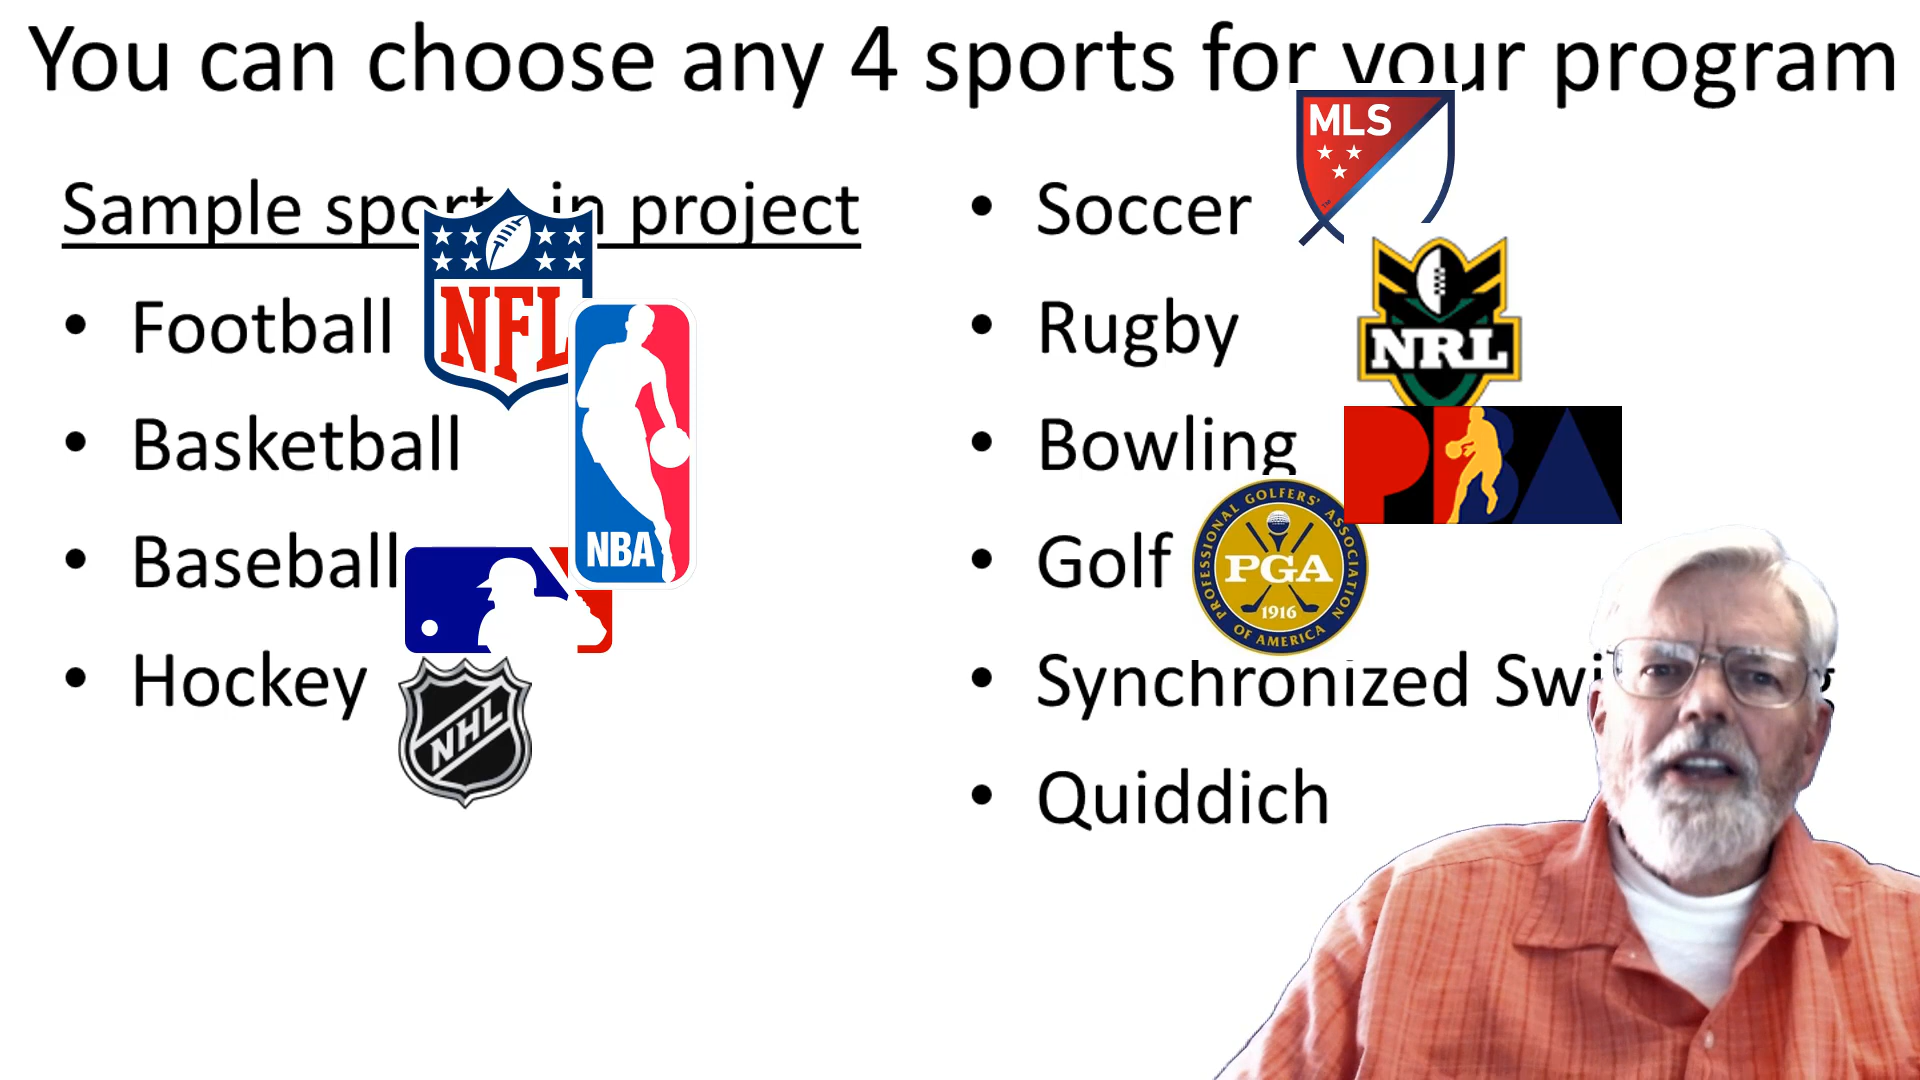 You can choose any 4 sports for your program
Sample sports in project
• Football
• Basketball
• Baseball
• Hockey
NFL
NBA
NHL
• Soccer
• Rugby
• Bowling
• Golf
• Synchronized
• Quiddich
MLS
™
NRL
PBA
PROFESSIONAL GOLFERS' ASSOCIATION
PGA
1916
OF AMERICA